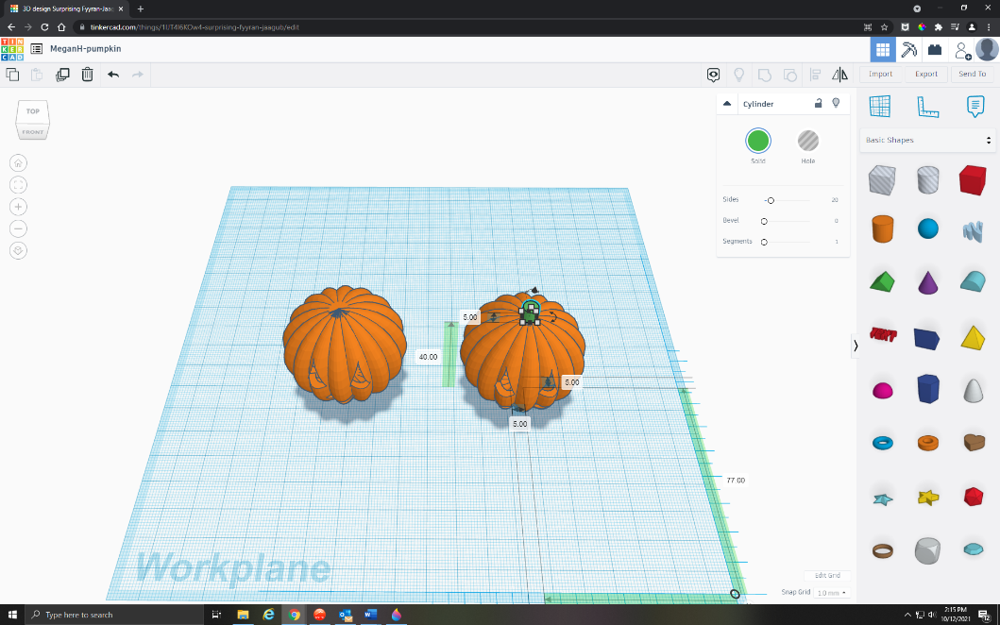 3D design Surprising Fyyran-Jaag
tinkercad.com/things/1UT4I6KOw4-surprising-fyyran-jaagub/edit
TIN
KER
CAD
MeganH-pumpkin
Import
Export
Send To
TOP
FRONT
Cylinder
Solid
Hole
Sides
20
Bevel
0
Segments
1
Basic Shapes
TEXT
5.00
40.00
5.00
5.00
77.00
Workplane
Edit Grid
Snap Grid
1.0 mm
Type here to search
2:15 PM
10/12/2021